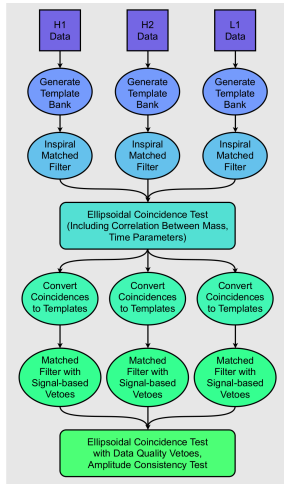 H1
Data
H2
Data
L1
Data
Generate
Template
Bank
Generate
Template
Bank
Generate
Template
Bank
Inspiral
Matched
Filter
Inspiral
Matched
Filter
Inspiral
Matched
Filter
Ellipsoidal Coincidence Test
(Including Correlation Between Mass,
Time Parameters)
Convert
Coincidences
to Templates
Convert
Coincidences
to Templates
Convert
Coincidences
to Templates
Matched
Filter with
Signal-based
Vetoes
Matched
Filter with
Signal-based
Vetoes
Matched
Filter with
Signal-based
Vetoes
Ellipsoidal Coincidence Test
with Data Quality Vetoes,
Amplitude Consistency Test